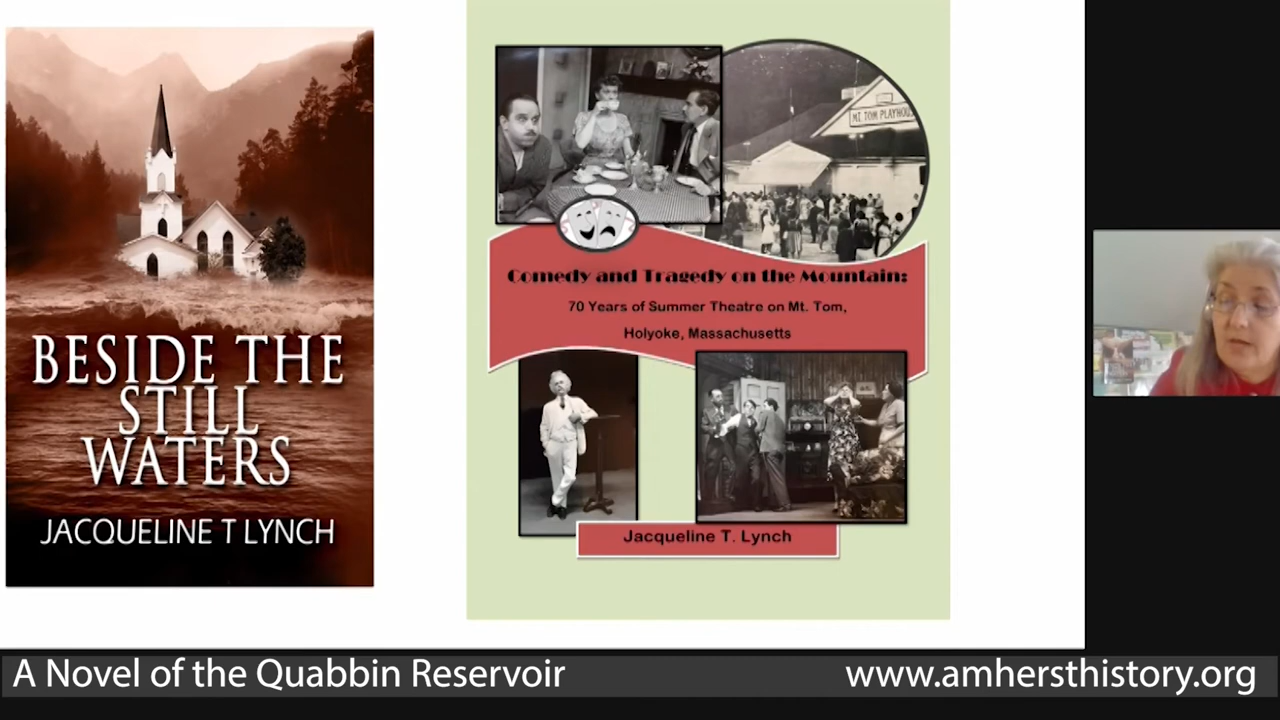 BESIDE THE
STILL
WATERS
JACQUELINE T LYNCH
MT TOM PLAYHOUSE
Comedy and Tragedy on the Mountain:
70 Years of Summer Theatre on Mt. Tom,
Holyoke, Massachusetts
Jacqueline T. Lynch
A Novel of the Quabbin Reservoir
www.amhersthistory.org